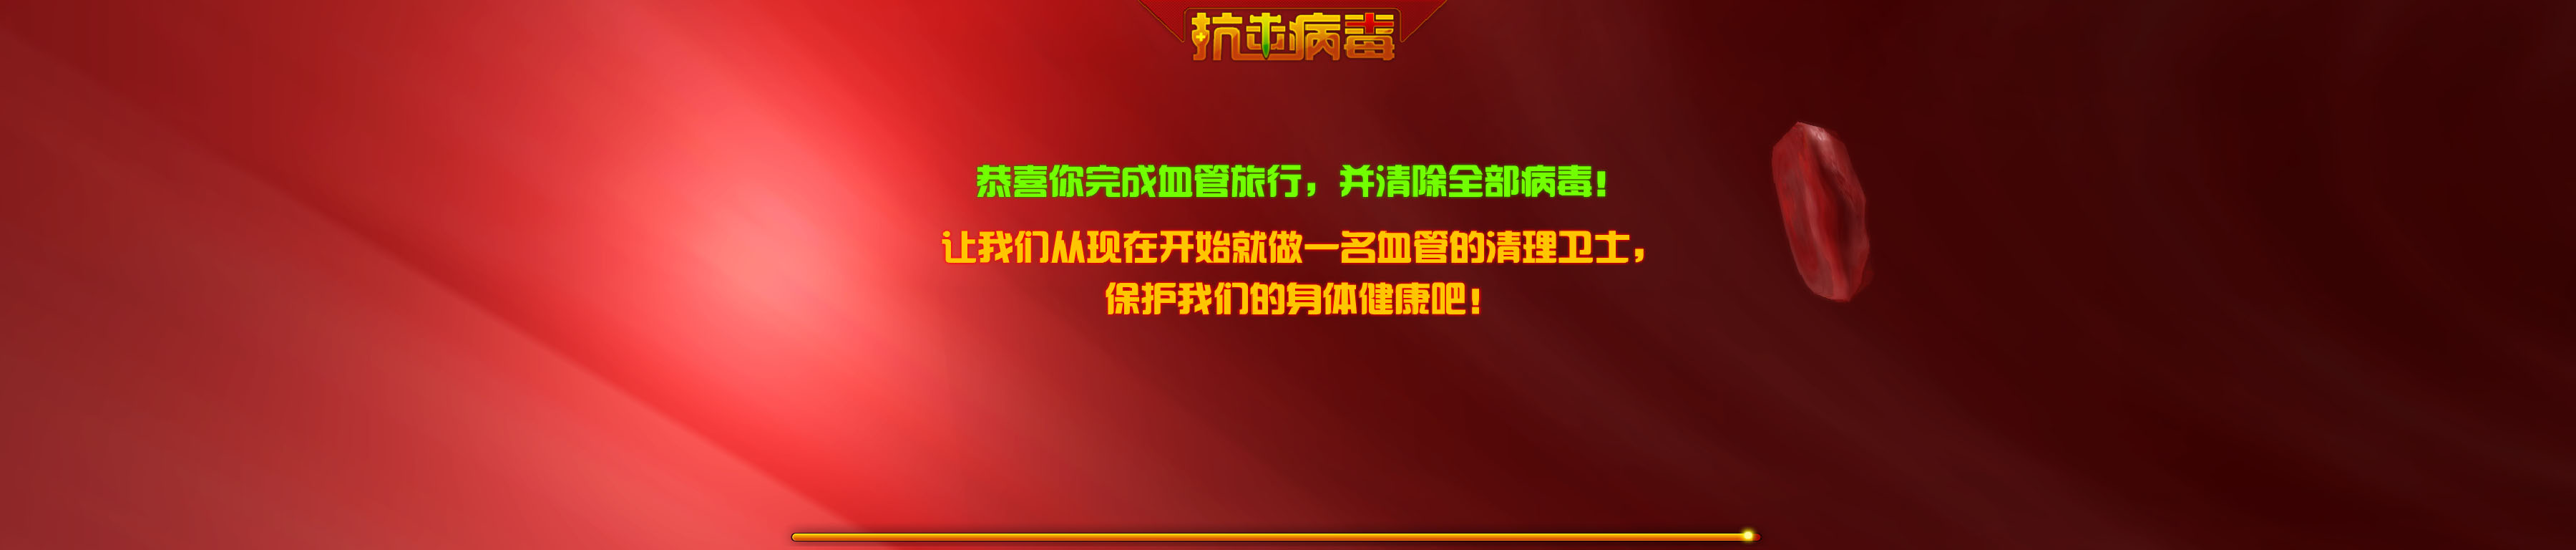 抗击病毒
恭喜你完成血管旅行，并清除全部病毒！
让我们从现在开始就做一名血管的清理卫士，
保护我们的身体健康吧！